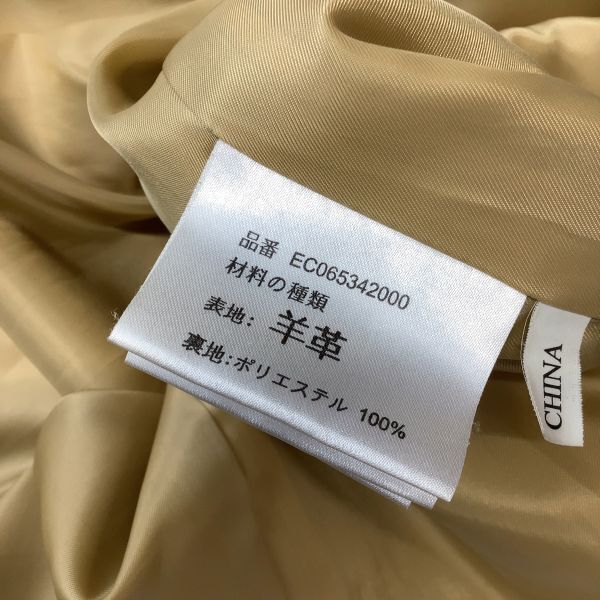 品番 EC065342000
材料の種類
表地: 羊革
裏地:ポリエステル 100%
CHINA